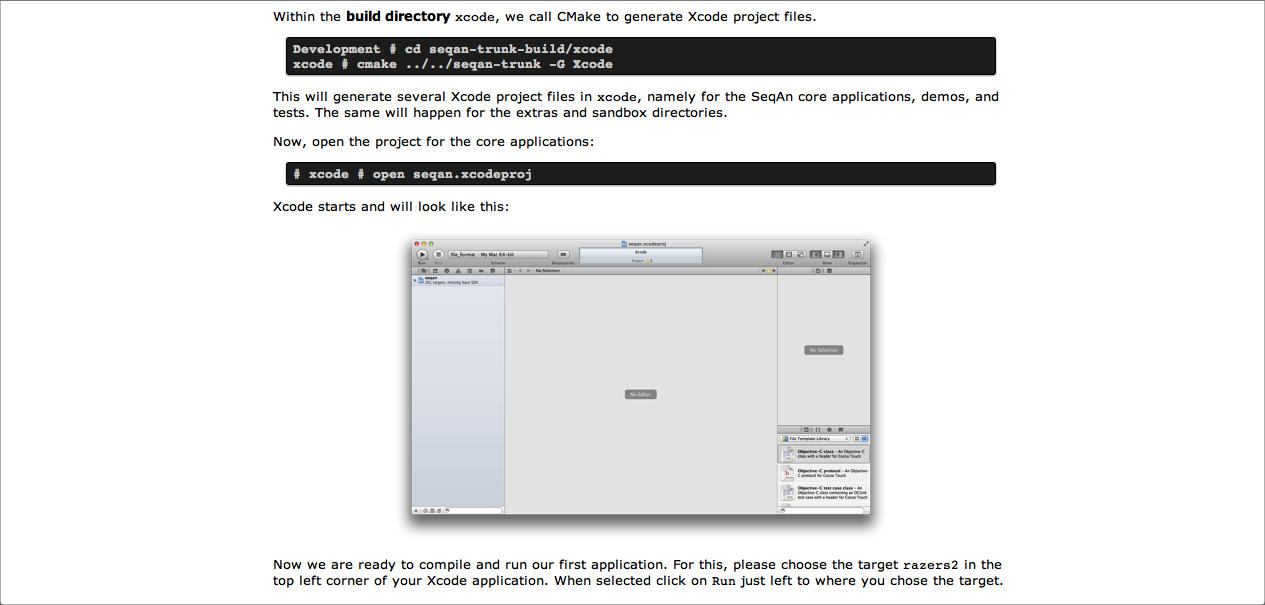 Within the build directory xcode, we call CMake to generate Xcode project files.
Development # cd seqan-trunk-build/xcode
xcode # cmake ../../seqan-trunk -G Xcode
This will generate several Xcode project files in xcode, namely for the SeqAn core applications, demos, and
tests. The same will happen for the extras and sandbox directories.
Now, open the project for the core applications:
# xcode # open seqan.xcodeproj
Xcode starts and will look like this:
seqan.xcodeproj
file_format My Mac 64-bit
Xcode
Run
Scheme
Breakpoints
Project
Editor
View
Organizer
No Selection
seqan
targets, missing base SDK
No Selection
No Editor
File Template Library
Objective-C class - An Objective-C
class with a header for Cocoa Touch
Objective-C protocol - An Objective-
C protocol for Cocoa Touch
Objective-C test case class - An
Objective-C class containing an OCUnit
test case with a header for Cocoa Touch
Now we are ready to compile and run our first application. For this, please choose the target razers2 in the
top left corner of your Xcode application. When selected click on Run just left to where you chose the target.